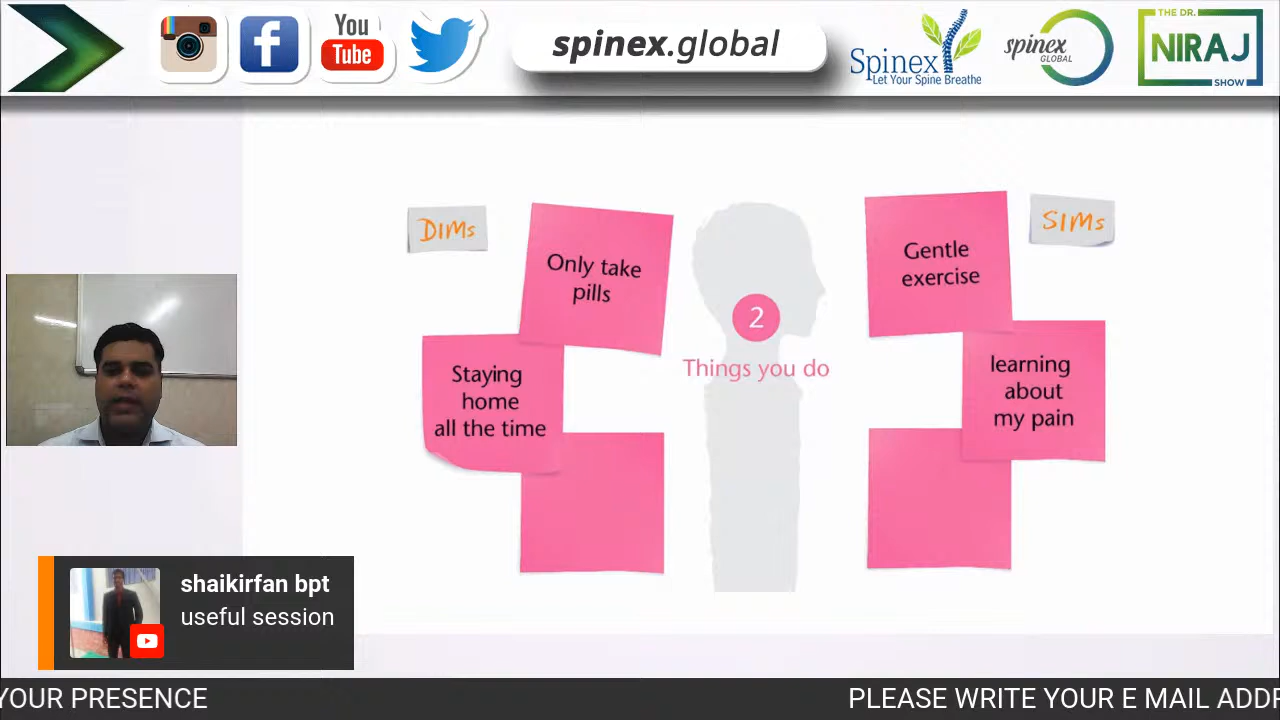 You
Tube
spinex.global
Spinex
Let Your Spine Breathe
spinex
GLOBAL
THE DR.
NIRAJ
SHOW
DIMs
Only take
pills
Staying
home
all the time
2
Things you do
SIMs
Gentle
exercise
learning
about
my pain
shaikirfan bpt
useful session
YOUR PRESENCE
PLEASE WRITE YOUR E MAIL ADD